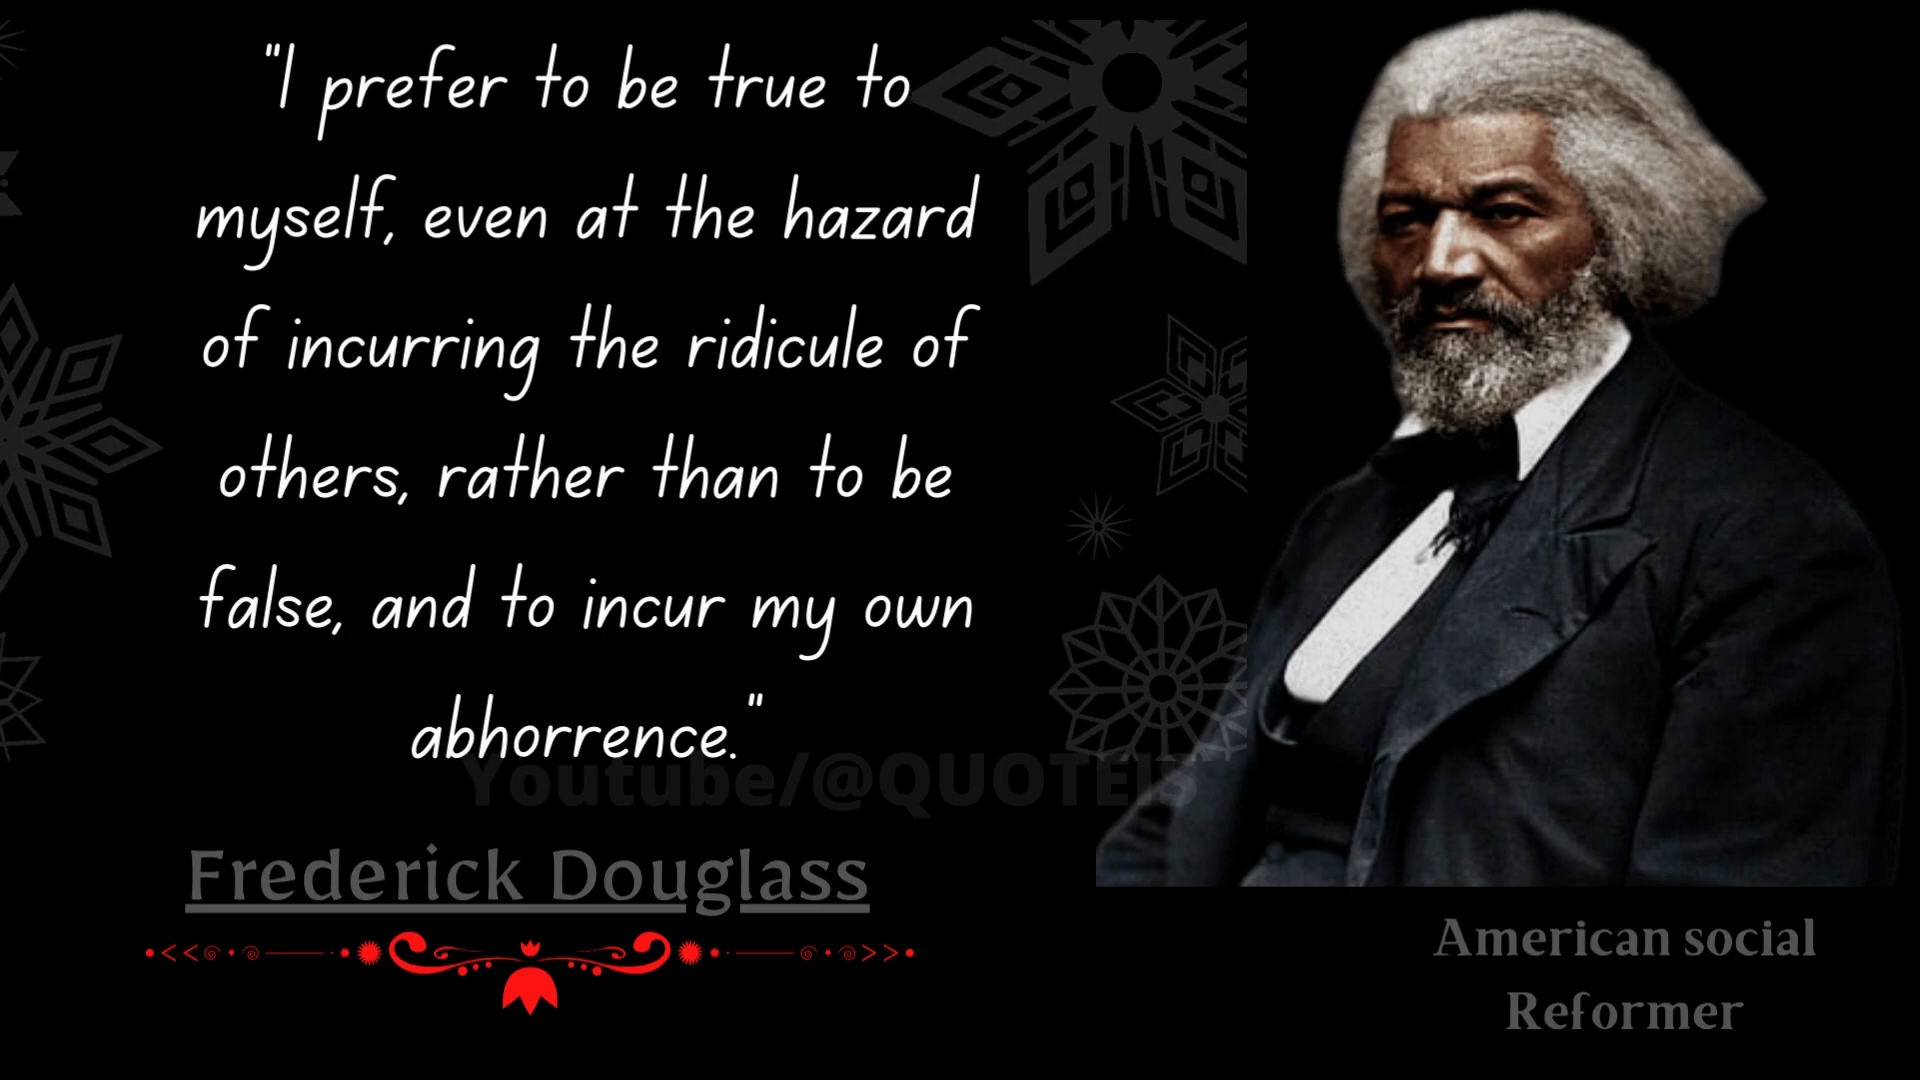 "I prefer to be true to
myself, even at the hazard
of incurring the ridicule of
others, rather than to be
false, and to incur my own
abhorrence."
Youtube/@QUOTEIS
Frederick Douglass
American social
Reformer